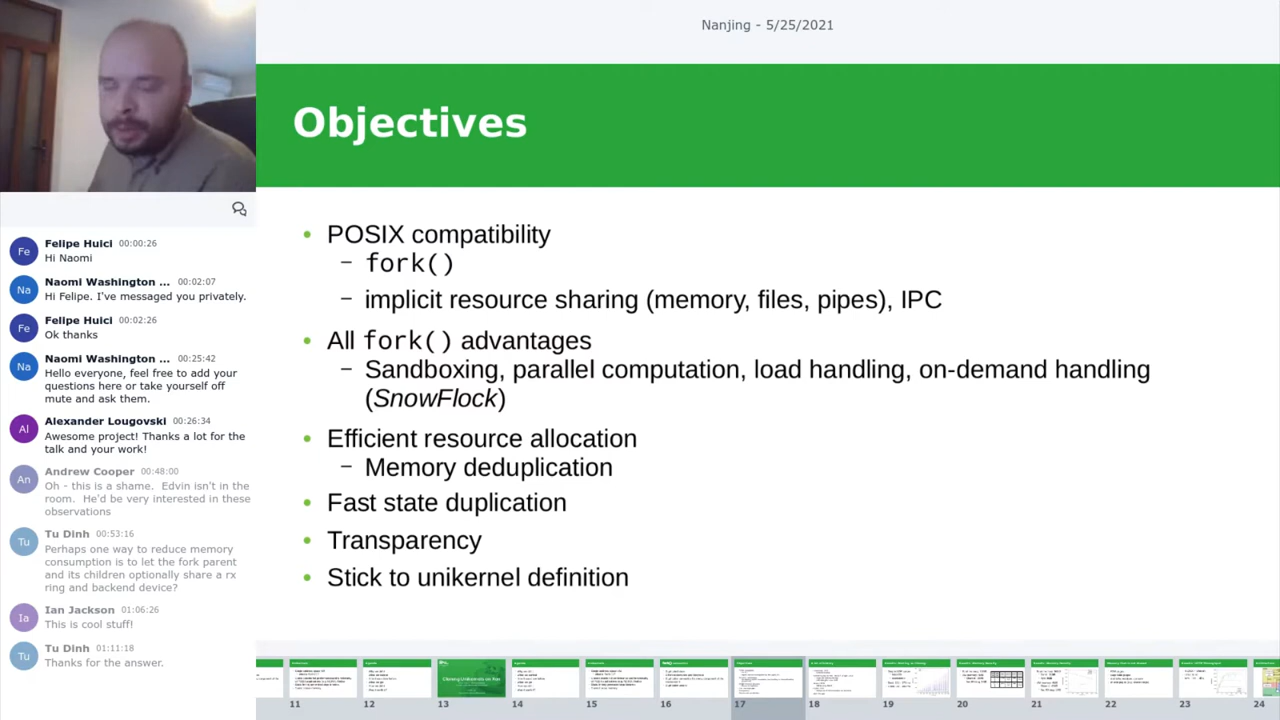 Nanjing - 5/25/2021
Objectives
• POSIX compatibility
– fork()
– implicit resource sharing (memory, files, pipes), IPC
• All fork() advantages
– Sandboxing, parallel computation, load handling, on-demand handling
(SnowFlock)
• Efficient resource allocation
– Memory deduplication
• Fast state duplication
• Transparency
• Stick to unikernel definition
Fe
Felipe Huici 00:00:26
Hi Naomi
Na
Naomi Washington ... 00:02:07
Hi Felipe. I've messaged you privately.
Fe
Felipe Huici 00:02:26
Ok thanks
Na
Naomi Washington ... 00:25:42
Hello everyone, feel free to add your
questions here or take yourself off
mute and ask them.
Al
Alexander Lougovski 00:26:34
Awesome project! Thanks a lot for the
talk and your work!
An
Andrew Cooper 00:48:00
Oh - this is a shame. Edvin isn't in the
room. He'd be very interested in these
observations
Tu
Tu Dinh 00:53:16
Perhaps one way to reduce memory
consumption is to let the fork parent
and its children optionally share a rx
ring and backend device?
Ia
Ian Jackson 01:06:26
This is cool stuff!
Tu
Tu Dinh 01:11:18
Thanks for the answer.
Cloning Unikernels on Xen
11 12 13 14 15 16 17 18 19 20 21 22 23 24